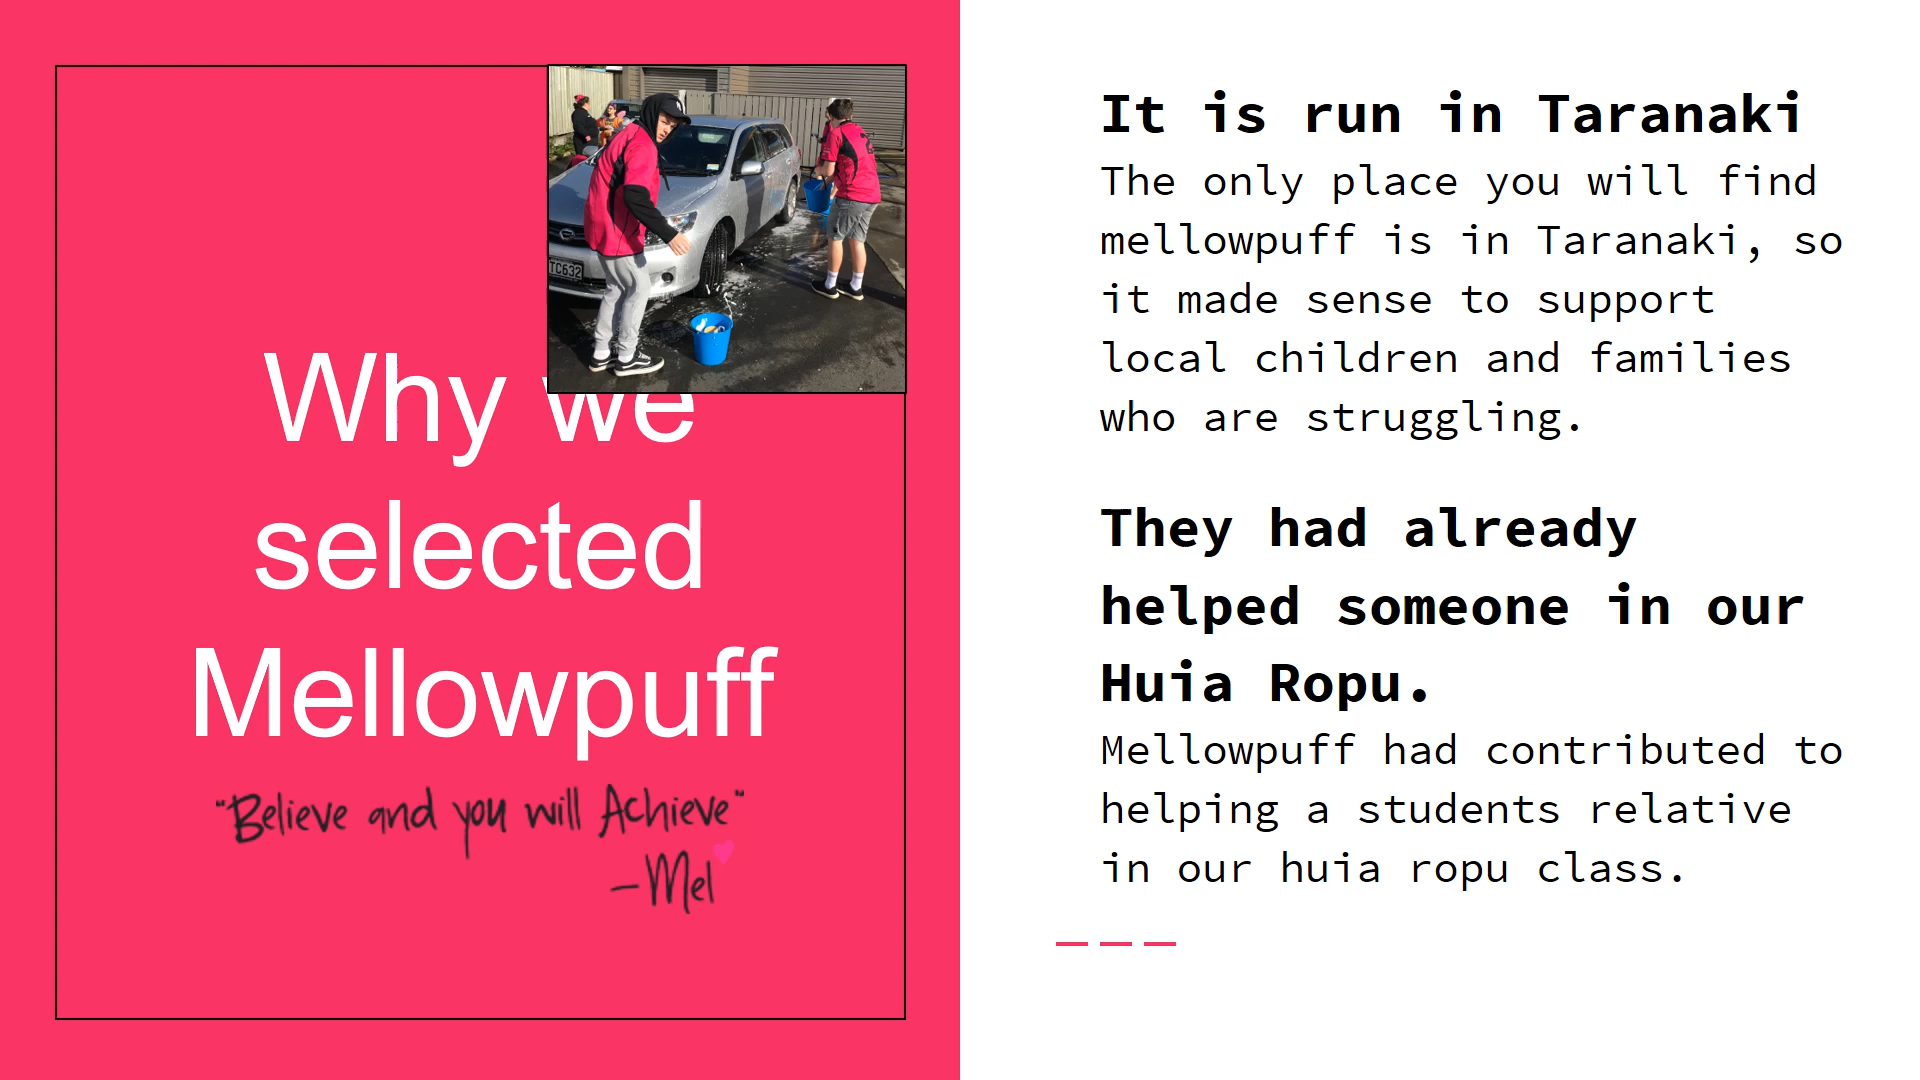 Why we
selected
Mellowpuff
"Believe and you will Achieve"
-Mel
TC632
It is run in Taranaki
The only place you will find
mellowpuff is in Taranaki, so
it made sense to support
local children and families
who are struggling.
They had already
helped someone in our
Huia Ropu.
Mellowpuff had contributed to
helping a students relative
in our huia ropu class.